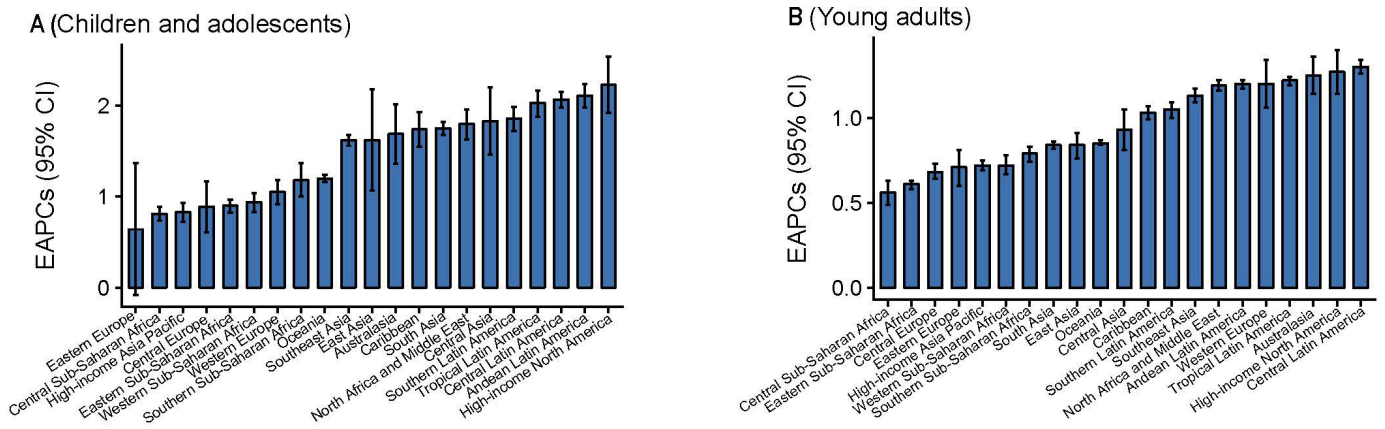 A (Children and adolescents)
EAPCs (95% CI)
2
1
0
Eastern Europe
Central Sub-Saharan Africa
High-income Asia Pacific
Central Europe
Eastern Sub-Saharan Africa
Western Sub-Saharan Africa
Western Europe
Southern Sub-Saharan Africa
Oceania
Southeast Asia
East Asia
Australasia
Caribbean
South Asia
North Africa and Middle East
Central Asia
Southern Latin America
Tropical Latin America
Central Latin America
Andean Latin America
High-income North America
B (Young adults)
EAPCs (95% CI)
1.0
0.5
0.0
Central Sub-Saharan Africa
Eastern Sub-Saharan Africa
Central Europe
Eastern Europe
High-income Asia Pacific
Western Sub-Saharan Africa
Southern Sub-Saharan Africa
South Asia
East Asia
Oceania
Central Asia
Caribbean
Southern Latin America
Southeast Asia
North Africa and Middle East
Andean Latin America
Western Europe
Tropical Latin America
Australasia
High-income North America
Central Latin America